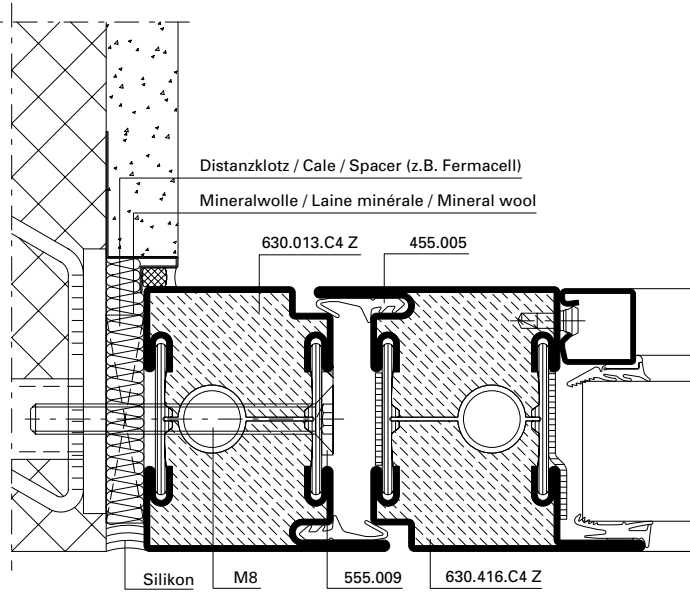 Distanzklotz / Cale / Spacer (z.B. Fermacell)
Mineralwolle / Laine minérale / Mineral wool
630.013.C4 Z
455.005
Silikon
M8
555.009
630.416.C4 Z